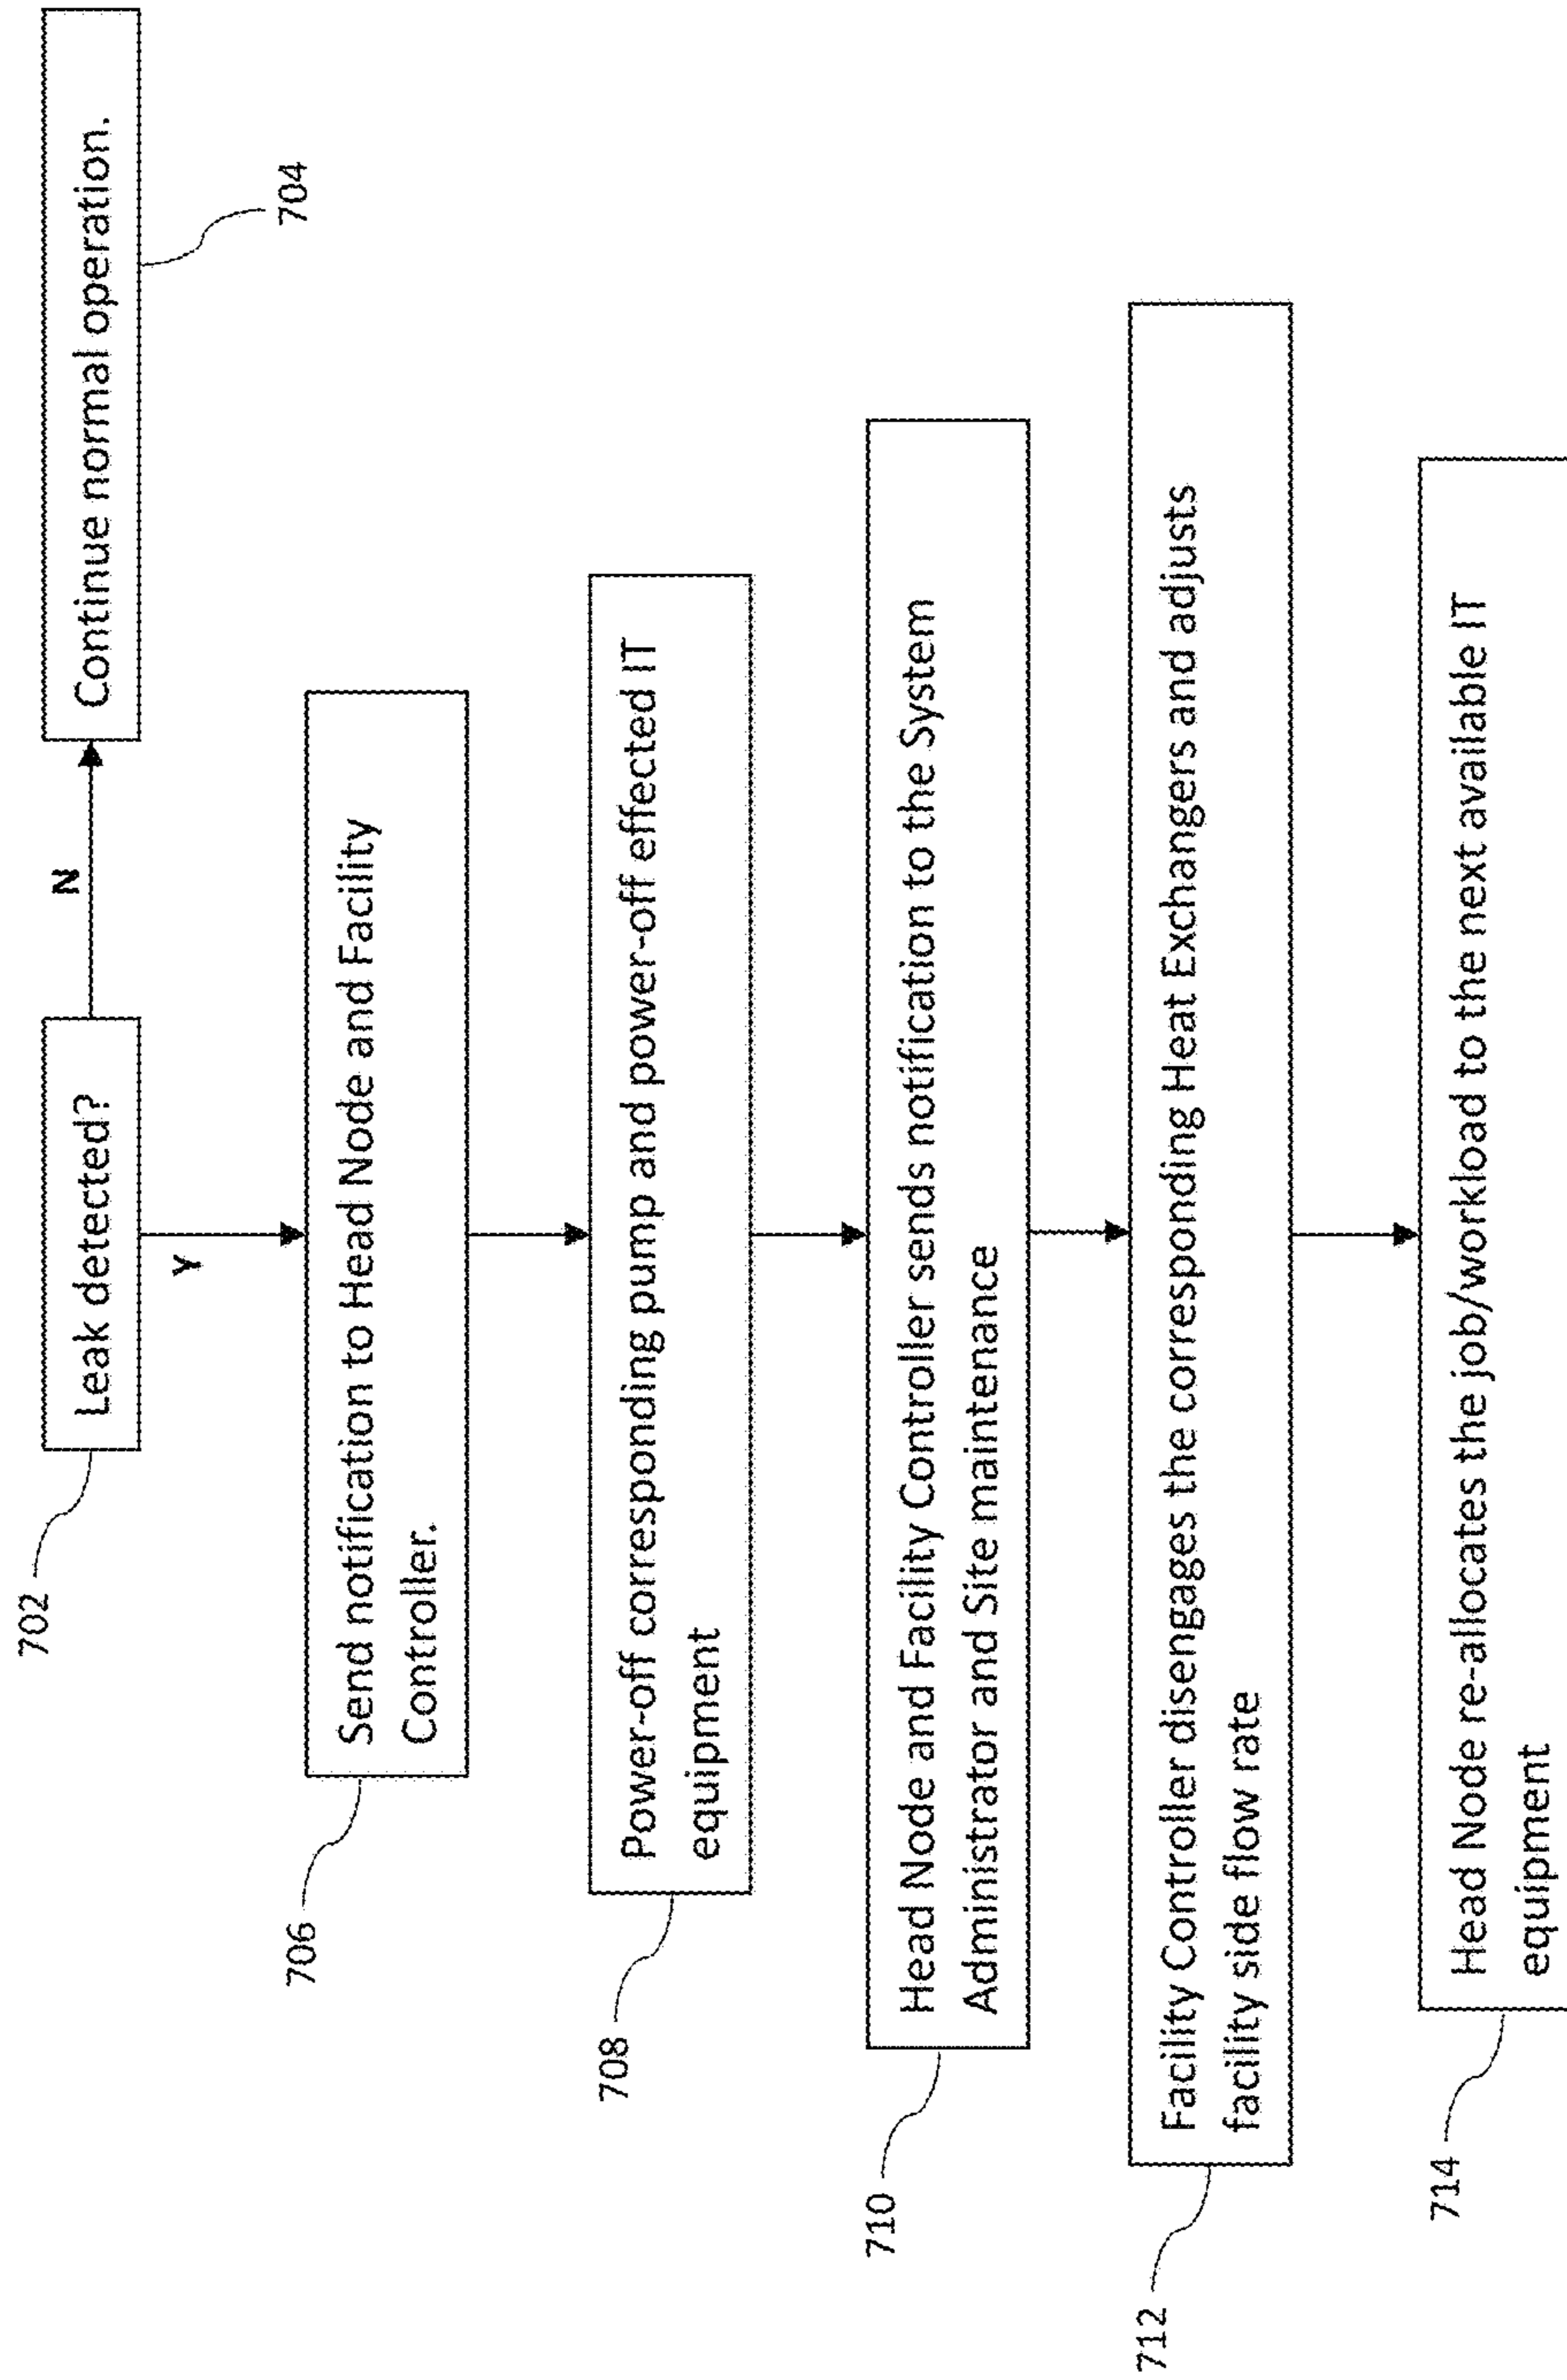 702
Leak detected?
N
Continue normal operation.
704
Y
706
Send notification to Head Node and Facility
Controller.
708
Power-off corresponding pump and power-off effected IT
equipment
710
Head Node and Facility Controller sends notification to the System
Administrator and Site maintenance
712
Facility Controller disengages the corresponding Heat Exchangers and adjusts
facility side flow rate
714
Head Node re-allocates the job/workload to the next available IT
equipment